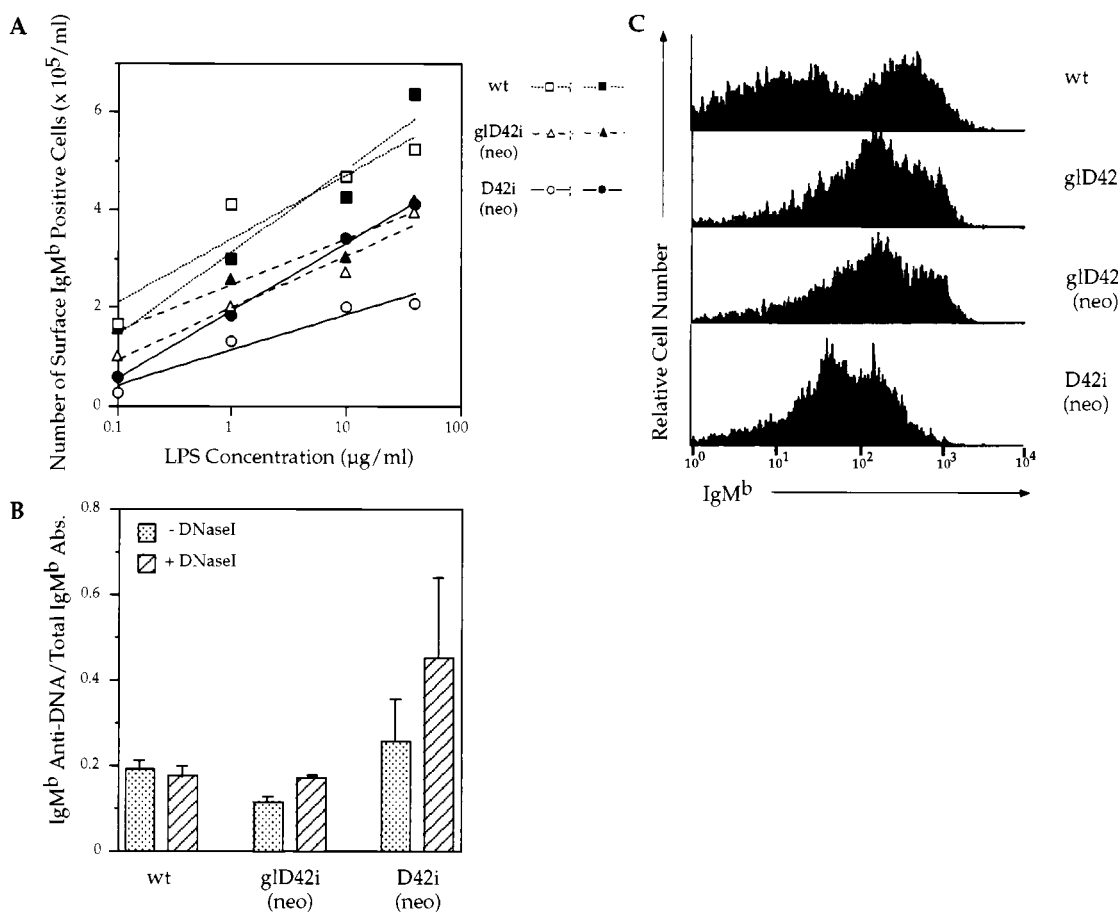 A
Number of Surface IgMᵇ Positive Cells (x 10⁵/ml)
6
4
2
0
0.1
1
10
100
LPS Concentration (µg/ml)
wt
glD42i
(neo)
D42i
(neo)
B
IgMᵇ Anti-DNA/Total IgMᵇ Abs.
0.8
0.6
0.4
0.2
0
- DNaseI
+ DNaseI
wt
glD42i
(neo)
D42i
(neo)
C
Relative Cell Number
wt
glD42
glD42
(neo)
D42i
(neo)
10⁰
10¹
10²
10³
10⁴
IgMᵇ